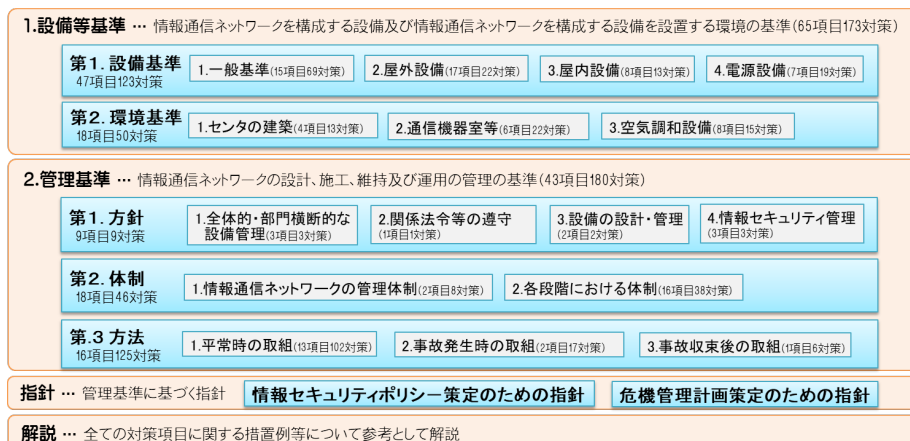 1.設備等基準 … 情報通信ネットワークを構成する設備及び情報通信ネットワークを構成する設備を設置する環境の基準(65項目173対策)
第1. 設備基準
47項目123対策
1.一般基準(15項目69対策)
2.屋外設備(17項目22対策)
3.屋内設備(8項目13対策)
4.電源設備(7項目19対策)
第2. 環境基準
18項目50対策
1.センタの建築(4項目13対策)
2.通信機器室等(6項目22対策)
3.空気調和設備(8項目15対策)
2.管理基準 … 情報通信ネットワークの設計、施工、維持及び運用の管理の基準(43項目180対策)
第1. 方針
9項目9対策
1.全体的・部門横断的な
設備管理(3項目3対策)
2.関係法令等の遵守
(1項目1対策)
3.設備の設計・管理
(2項目2対策)
4.情報セキュリティ管理
(3項目3対策)
第2. 体制
18項目46対策
1.情報通信ネットワークの管理体制(2項目8対策)
2.各段階における体制(16項目38対策)
第.3 方法
16項目125対策
1.平常時の取組(13項目102対策)
2.事故発生時の取組(2項目17対策)
3.事故収束後の取組(1項目6対策)
指針 … 管理基準に基づく指針
情報セキュリティポリシー策定のための指針
危機管理計画策定のための指針
解説 … 全ての対策項目に関する措置例等について参考として解説